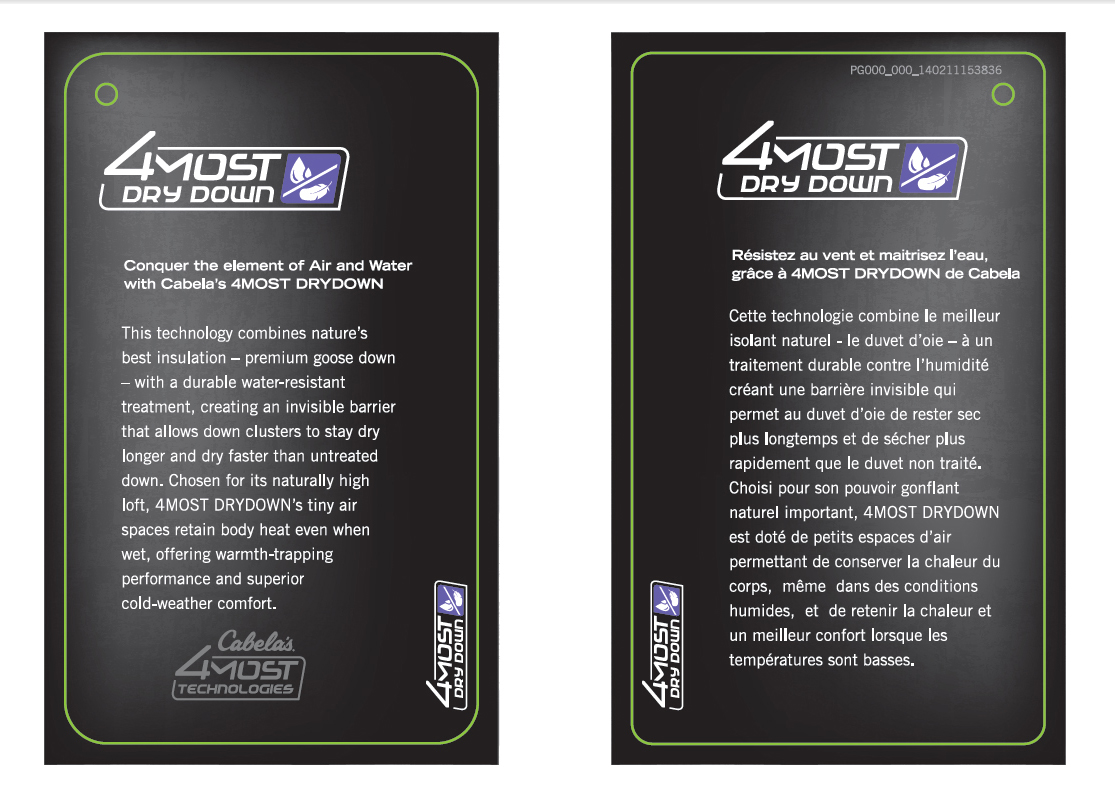 4MOST
DRY DOWN
Conquer the element of Air and Water
with Cabela's 4MOST DRYDOWN
This technology combines nature's
best insulation – premium goose down
– with a durable water-resistant
treatment, creating an invisible barrier
that allows down clusters to stay dry
longer and dry faster than untreated
down. Chosen for its naturally high
loft, 4MOST DRYDOWN's tiny air
spaces retain body heat even when
wet, offering warmth-trapping
performance and superior
cold-weather comfort.
Cabela's
4MOST
TECHNOLOGIES
4MOST
DRY DOWN
PG000_000_140211153836
4MOST
DRY DOWN
Résistez au vent et maitrisez l'eau,
grâce à 4MOST DRYDOWN de Cabela
Cette technologie combine le meilleur
isolant naturel - le duvet d'oie – à un
traitement durable contre l'humidité
créant une barrière invisible qui
permet au duvet d'oie de rester sec
plus longtemps et de sécher plus
rapidement que le duvet non traité.
Choisi pour son pouvoir gonflant
naturel important, 4MOST DRYDOWN
est doté de petits espaces d'air
permettant de conserver la chaleur du
corps, même dans des conditions
humides, et de retenir la chaleur et
un meilleur confort lorsque les
températures sont basses.
4MOST
DRY DOWN